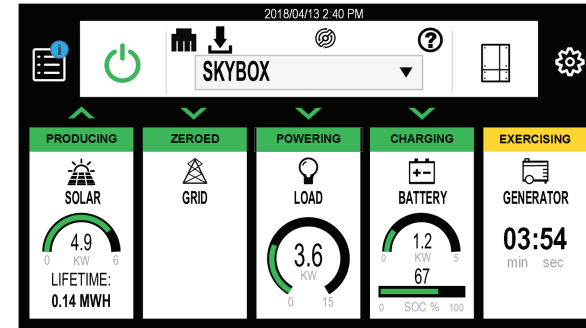 2018/04/13 2:40 PM
i
?
SKYBOX
PRODUCING
SOLAR
4.9
KW
0 6
LIFETIME:
0.14 MWH
ZEROED
GRID
POWERING
LOAD
3.6
KW
0 15
CHARGING
+-
BATTERY
1.2
KW
0 5
67
0 SOC % 100
EXERCISING
GENERATOR
03:54
min sec